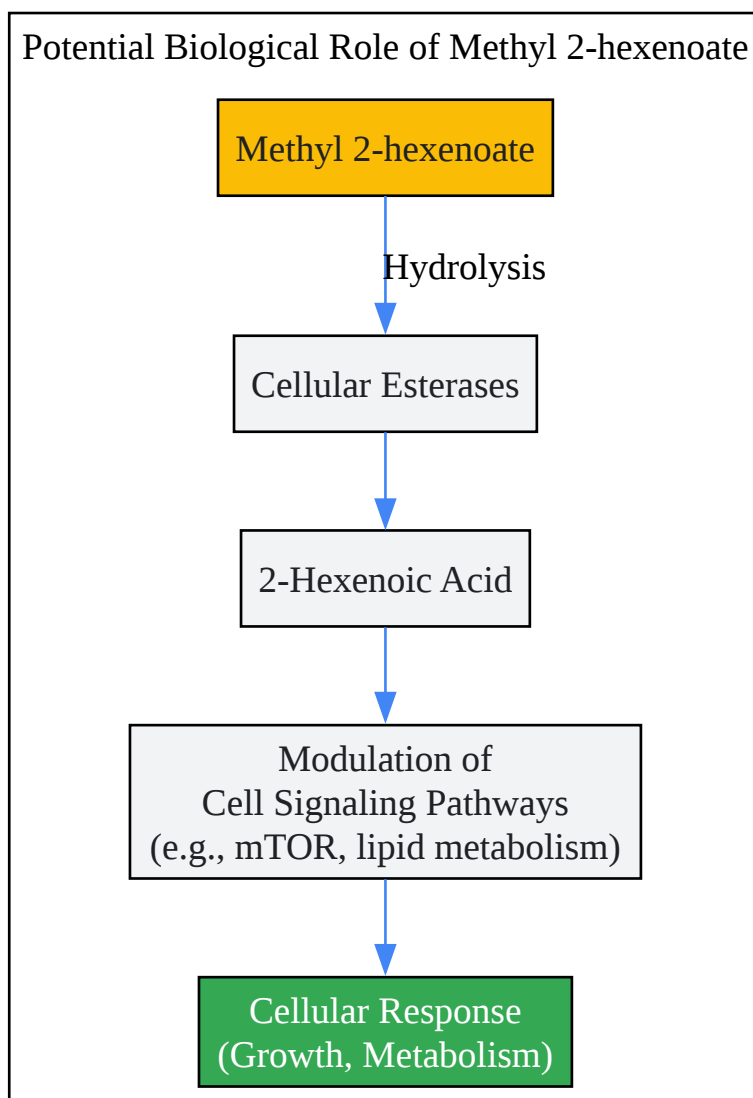 Potential Biological Role of Methyl 2-hexenoate
Methyl 2-hexenoate
Hydrolysis
Cellular Esterases
2-Hexenoic Acid
Modulation of
Cell Signaling Pathways
(e.g., mTOR, lipid metabolism)
Cellular Response
(Growth, Metabolism)